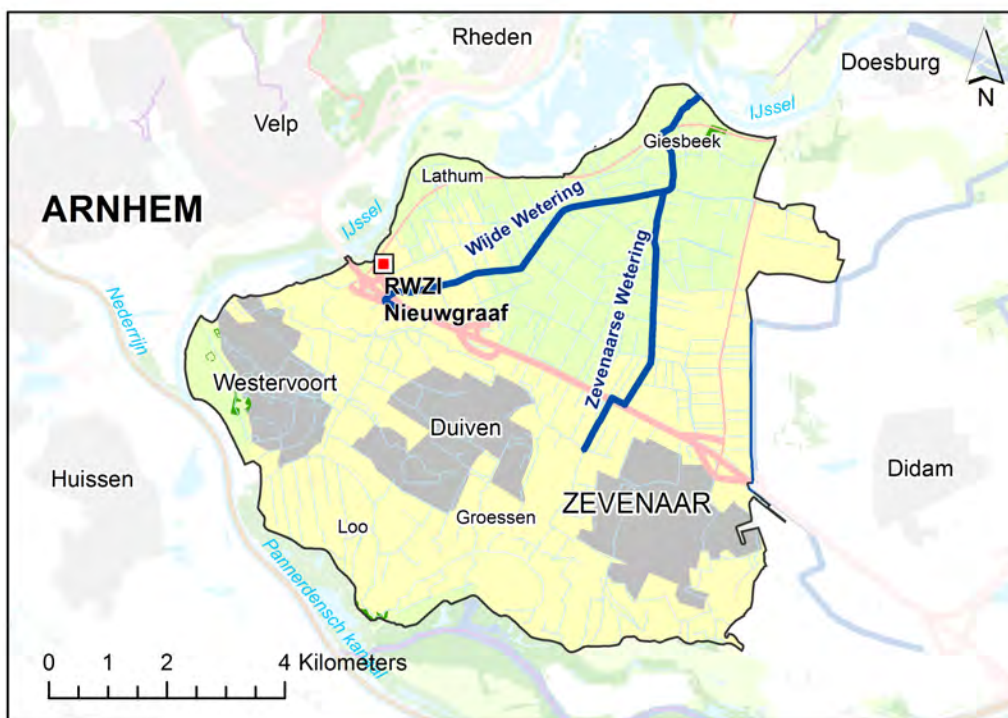 Rheden
Doesburg
N
Velp
IJssel
Giesbeek
Lathum
ARNHEM
Wijde Wetering
IJssel
Zevenaarse Wetering
RWZI
Nieuwgraaf
Nederrijn
Westervoort
Duiven
Huissen
Didam
ZEVENAAR
Groessen
Loo
Pannerdensch kanaal
0 1 2 4 Kilometers